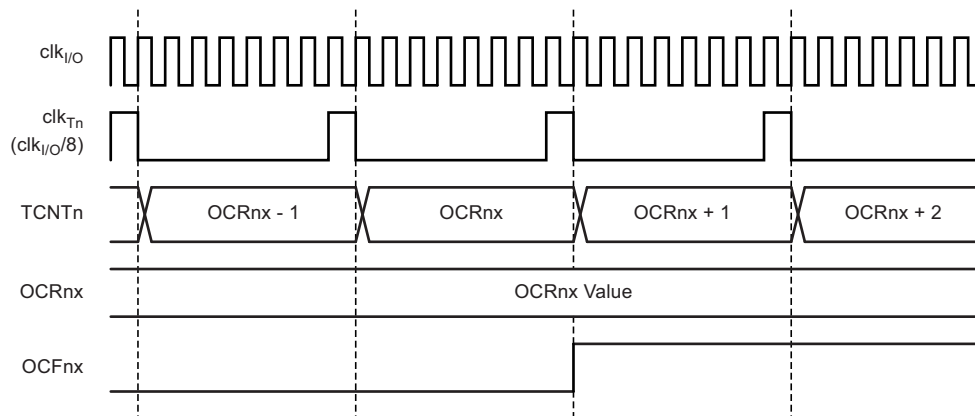 clkI/O
clkTn
(clkI/O/8)
TCNTn
OCRnx - 1
OCRnx
OCRnx + 1
OCRnx + 2
OCRnx
OCRnx Value
OCFnx